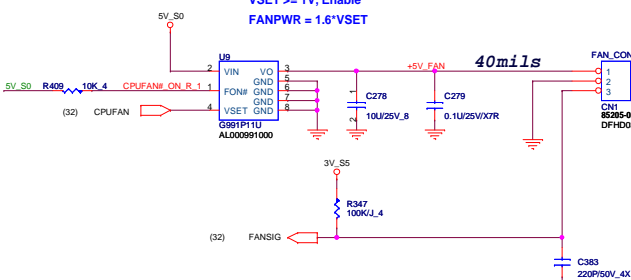 VSET >= 1V, Enable
FANPWR = 1.6*VSET
5V_S0
U9
2 VIN VO 3
5V_S0 R409 10K_4 CPUFAN#_ON_R_1 1 FON# GND 5
GND 6
GND 7
(32) CPUFAN 4 VSET GND 8
G991P11U
AL000991000
+5V_FAN
40mils
FAN_CON
1
2
3
CN1
85205-0
DFHD0
1
C278
2
10U/25V_8
C279
0.1U/25V/X7R
3V_S5
R347
100K/J_4
(32) FANSIG
C383
220P/50V_4X